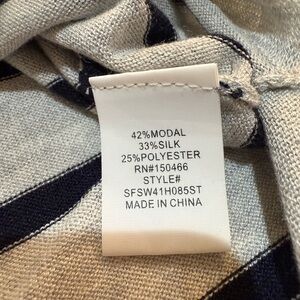 42%MODAL
33%SILK
25%POLYESTER
RN#150466
STYLE#
SFSW41H085ST
MADE IN CHINA